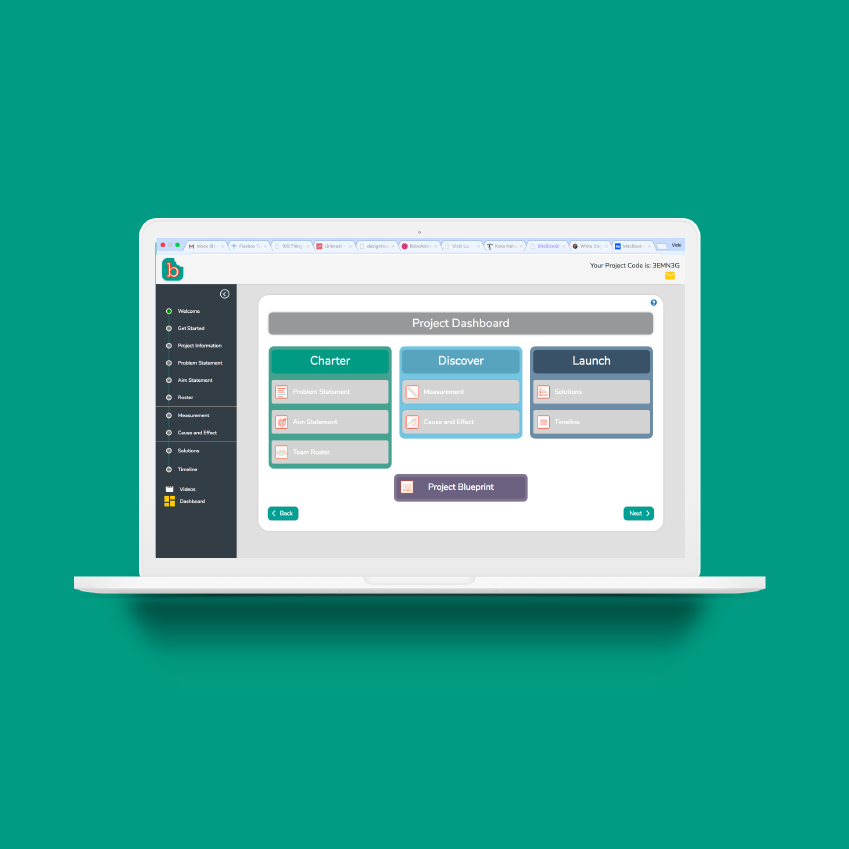 Vicki
b
Your Project Code is: 3EMN3G
Welcome
Get Started
Project Information
Problem Statement
Aim Statement
Roster
Measurement
Cause and Effect
Solutions
Timeline
Videos
Dashboard
Project Dashboard
Charter
Problem Statement
Aim Statement
Team Roster
Discover
Measurement
Cause and Effect
Launch
Solutions
Timeline
Project Blueprint
Back
Next